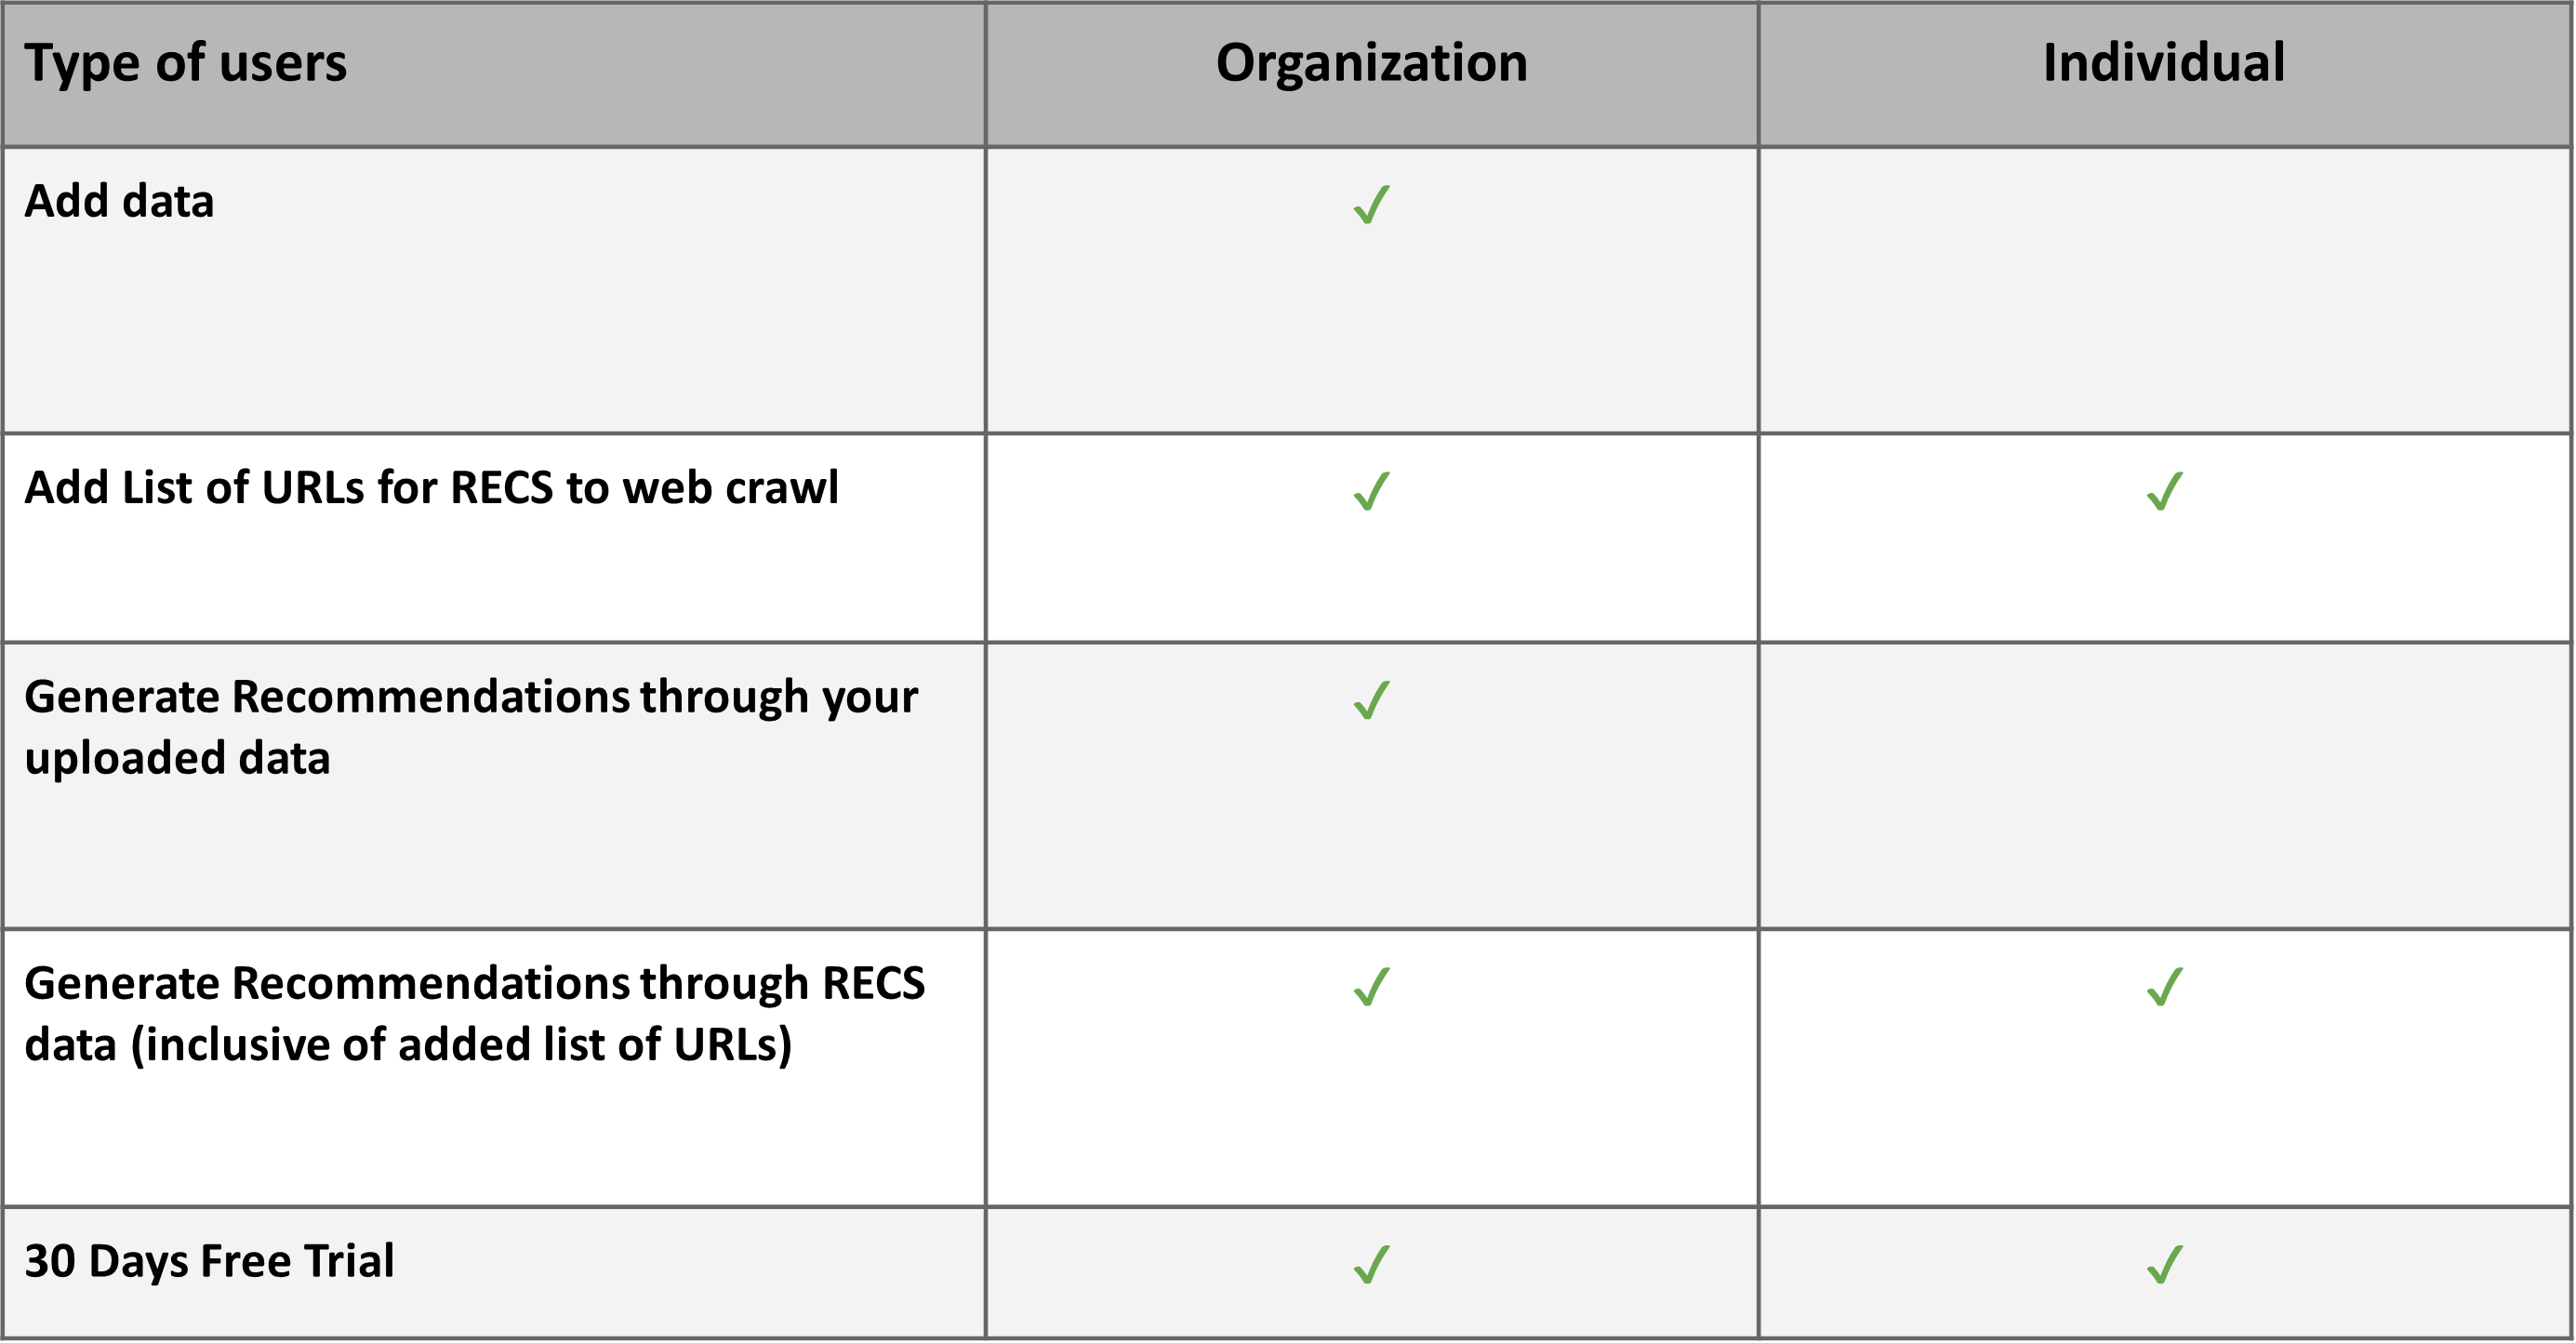 Type of users Organization Individual
Add data ✓
Add List of URLs for RECS to web crawl ✓ ✓
Generate Recommendations through your ✓
uploaded data
Generate Recommendations through RECS ✓ ✓
data (inclusive of added list of URLs)
30 Days Free Trial ✓ ✓